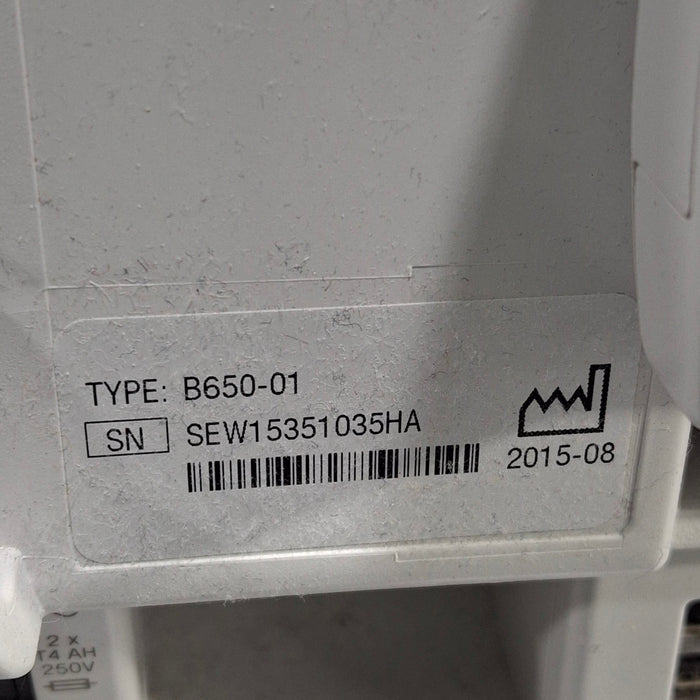 TYPE: B650-01
SN SEW15351035HA
2015-08
2 x
T4 AH
250V